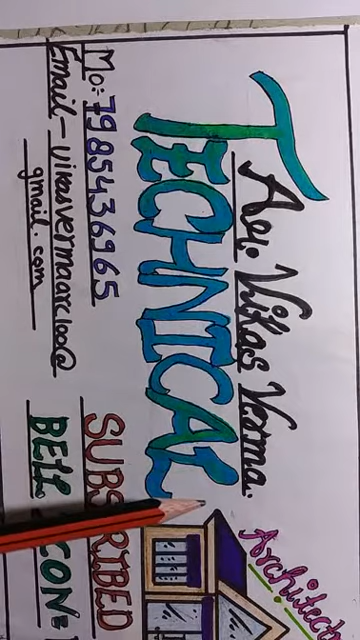 Ar. Vikas Verma.
TECHNICAL
Architect
Mo:- 7985436965
Email- vikasvermaarc100@
gmail.com
SUBSCRIBED
BELL ICON